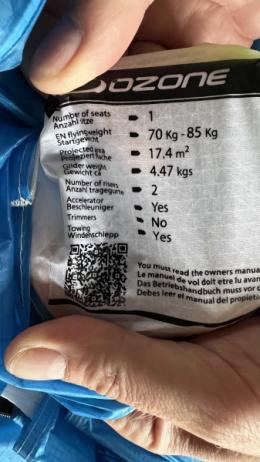 OZONE
Number of seats
Anzahl sitze 1
EN flying weight
Startgewicht 70 Kg - 85 Kg
Projected area
Projezierte fläche 17.4 m²
Glider weight
Gewicht ca 4.47 kgs
Number of risers
Anzahl tragegurte 2
Accelerator
Beschleuniger Yes
Trimmers No
Towing
Windenschlepp Yes
You must read the owners manua
Le manuel de vol doit etre lu avan
Das Betriebshandbuch muss vor d
Debes leer el manual del propieta